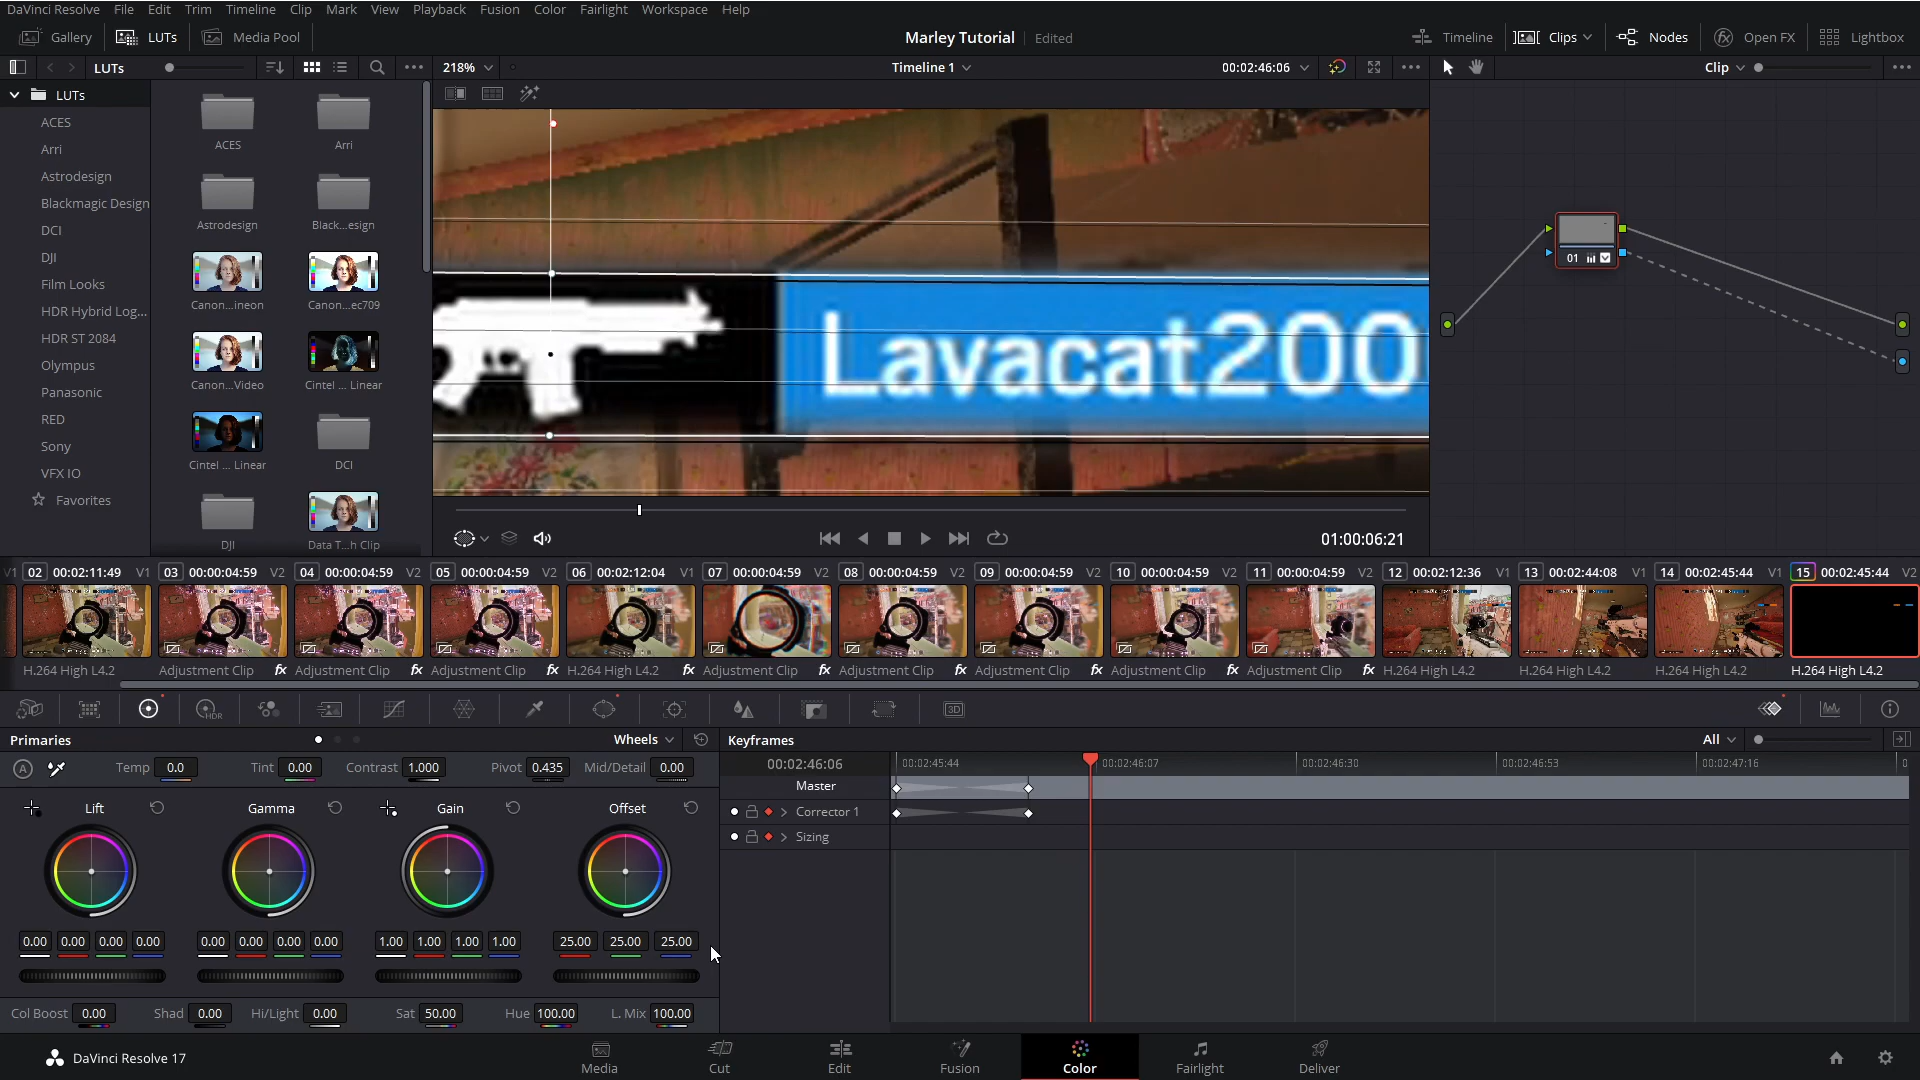 DaVinci Resolve File Edit Trim Timeline Clip Mark View Playback Fusion Color Fairlight Workspace Help
Gallery LUTs Media Pool Marley Tutorial Edited Timeline Clips Nodes Open FX Lightbox
LUTs 218% Timeline 1 00:02:46:06 Clip
LUTs
ACES
Arri
Astrodesign
Blackmagic Design
DCI
DJI
Film Looks
HDR Hybrid Log...
HDR ST 2084
Olympus
Panasonic
RED
Sony
VFX IO
Favorites
ACES Arri
Astrodesign Black...esign
Canon...ineon Canon...ec709
Canon...Video Cintel ... Linear
Cintel ... Linear DCI
DJI Data T...h Clip
Lavacat200
01
01:00:06:21
V1 02 00:02:11:49 V1 03 00:00:04:59 V2 04 00:00:04:59 V2 05 00:00:04:59 V2 06 00:02:12:04 V1 07 00:00:04:59 V2 08 00:00:04:59 V2 09 00:00:04:59 V2 10 00:00:04:59 V2 11 00:00:04:59 V2 12 00:02:12:36 V1 13 00:02:44:08 V1 14 00:02:45:44 V1 15 00:02:45:44 V2
H.264 High L4.2 Adjustment Clip fx Adjustment Clip fx Adjustment Clip fx H.264 High L4.2 fx Adjustment Clip fx Adjustment Clip fx Adjustment Clip fx Adjustment Clip fx Adjustment Clip fx H.264 High L4.2 H.264 High L4.2 H.264 High L4.2 H.264 High L4.2
HDR 3D
Primaries Wheels Keyframes All
A Temp 0.0 Tint 0.00 Contrast 1.000 Pivot 0.435 Mid/Detail 0.00
00:02:46:06 00:02:45:44 00:02:46:07 00:02:46:30 00:02:46:53 00:02:47:16 0
Master
Lift Gamma Gain Offset
Corrector 1
Sizing
0.00 0.00 0.00 0.00 0.00 0.00 0.00 0.00 1.00 1.00 1.00 1.00 25.00 25.00 25.00
Col Boost 0.00 Shad 0.00 Hi/Light 0.00 Sat 50.00 Hue 100.00 L. Mix 100.00
DaVinci Resolve 17 Media Cut Edit Fusion Color Fairlight Deliver